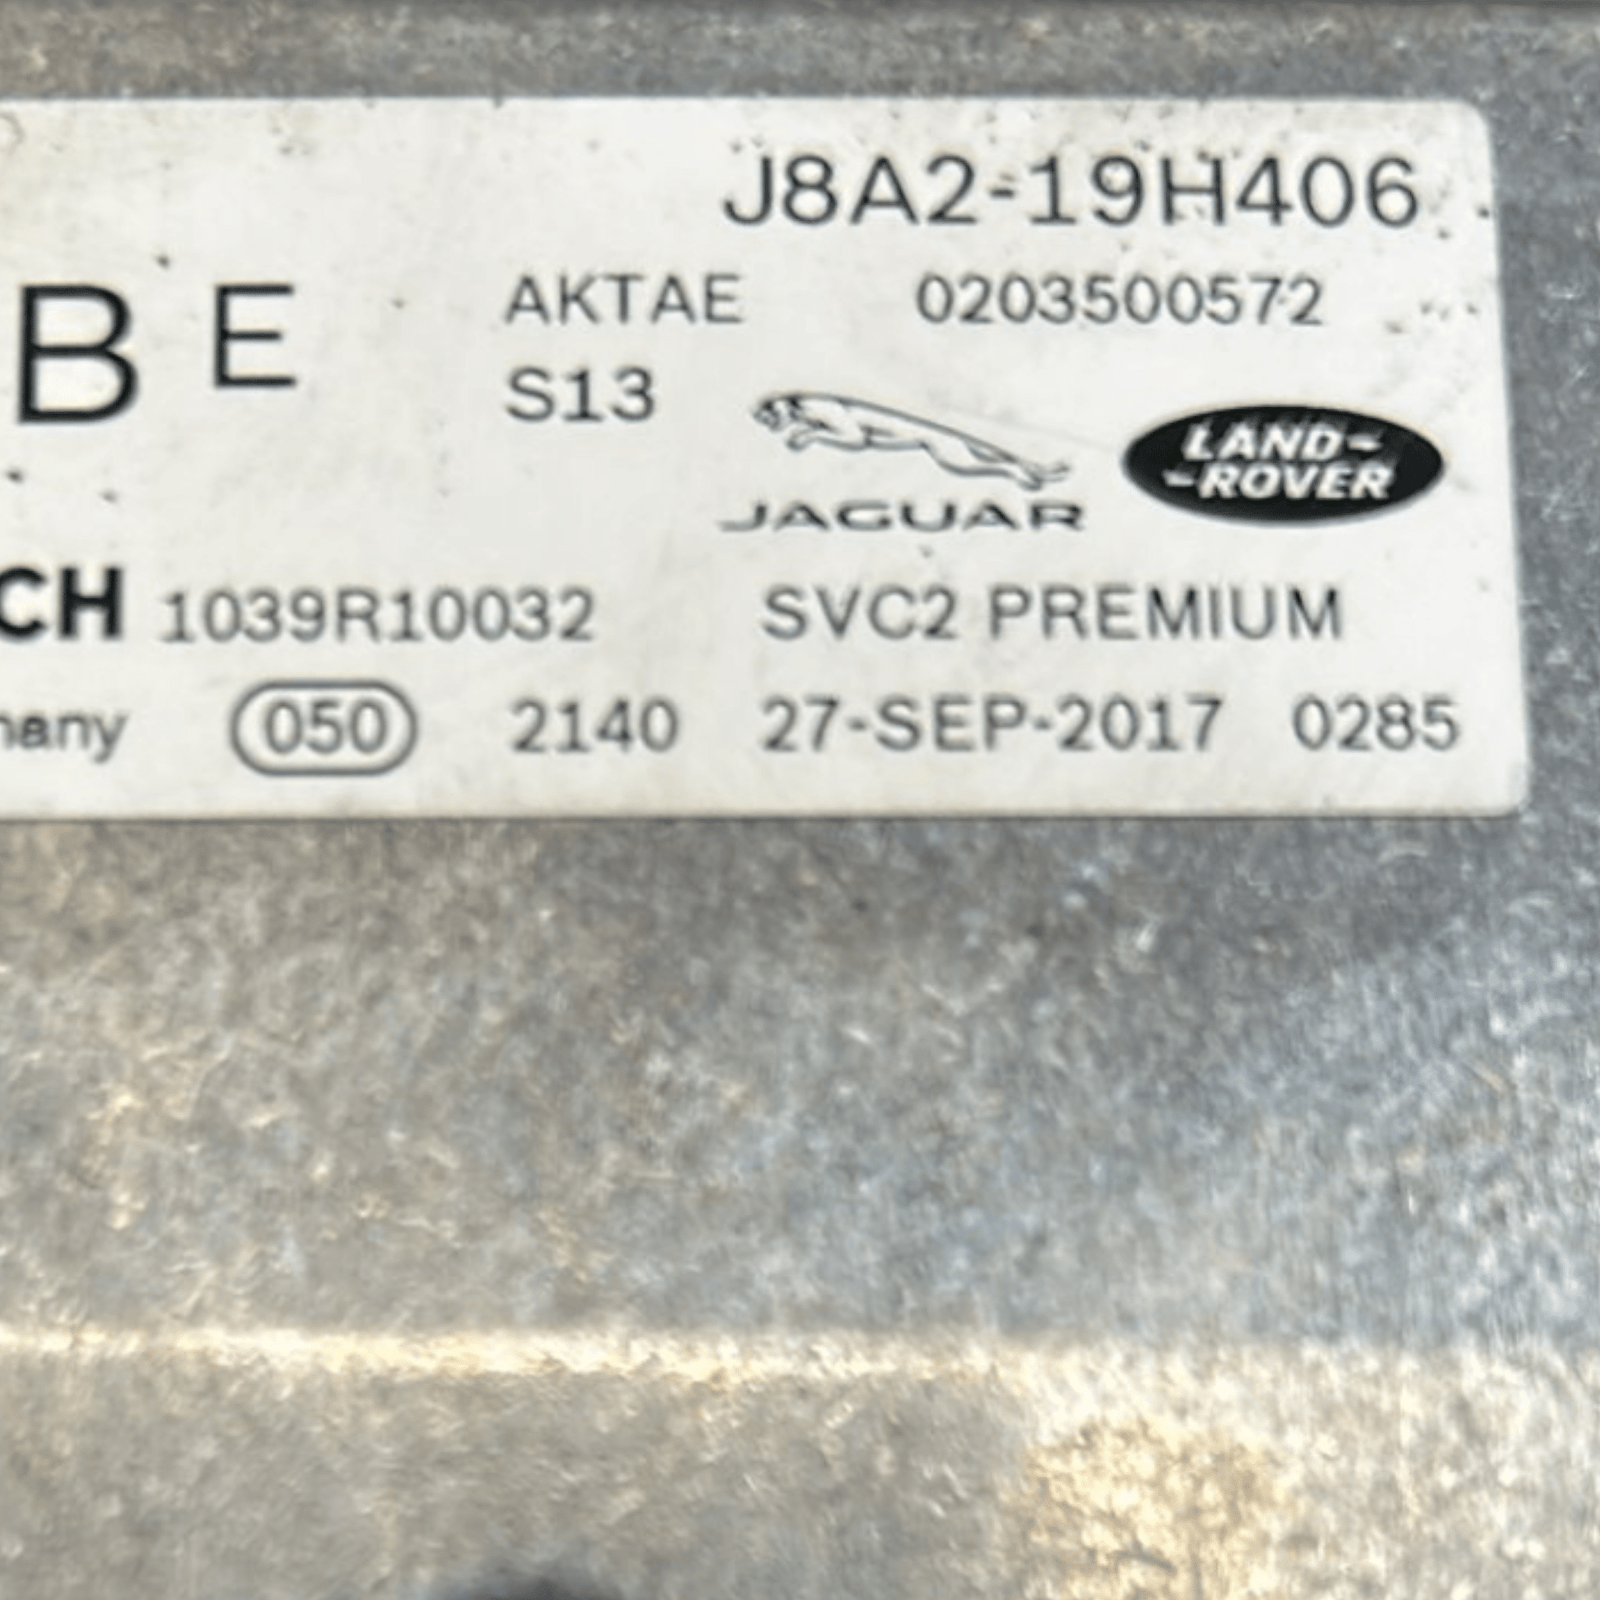 J8A2-19H406
B E AKTAE 0203500572
S13
LAND-
-ROVER
JAGUAR
CH 1039R10032 SVC2 PREMIUM
many 050 2140 27-SEP-2017 0285